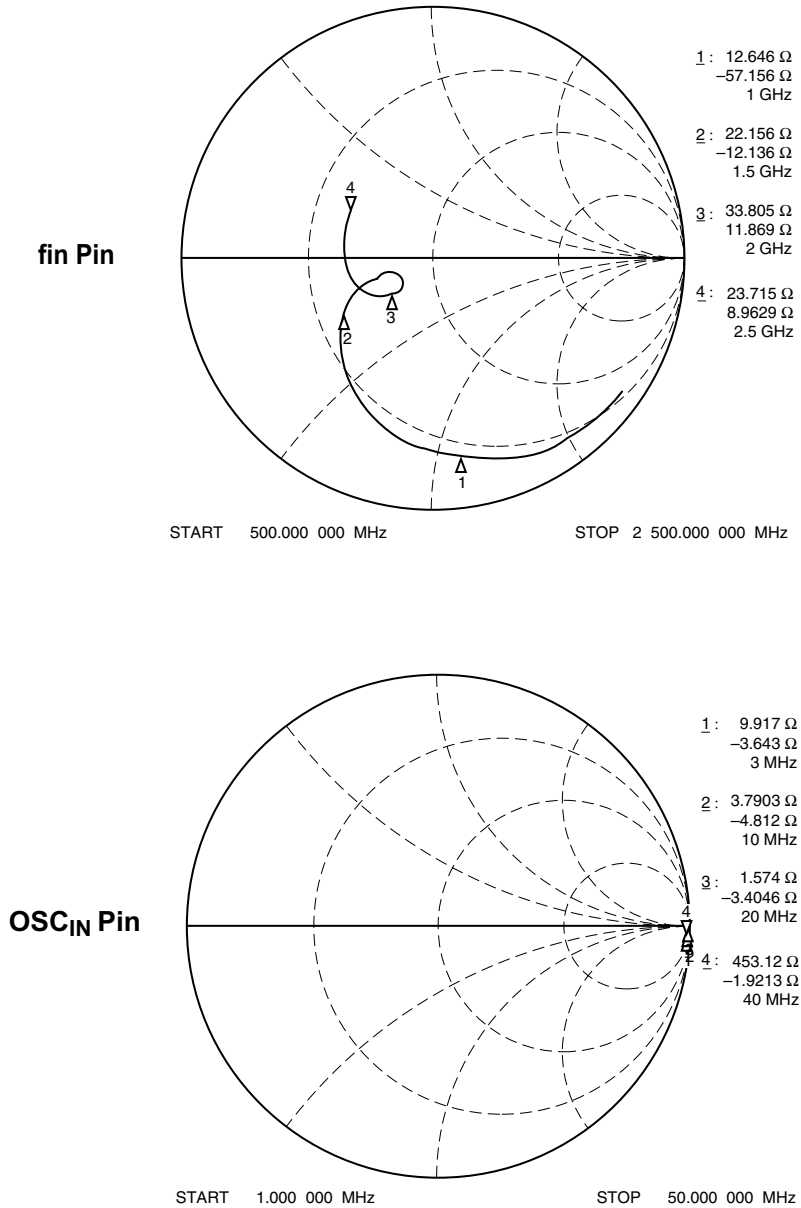 fin Pin
4
3
2
1
1 : 12.646 Ω
–57.156 Ω
1 GHz
2 : 22.156 Ω
–12.136 Ω
1.5 GHz
3 : 33.805 Ω
11.869 Ω
2 GHz
4 : 23.715 Ω
8.9629 Ω
2.5 GHz
START 500.000 000 MHz
STOP 2 500.000 000 MHz
OSCIN Pin
4
1 : 9.917 Ω
–3.643 Ω
3 MHz
2 : 3.7903 Ω
–4.812 Ω
10 MHz
3 : 1.574 Ω
–3.4046 Ω
20 MHz
4 : 453.12 Ω
–1.9213 Ω
40 MHz
START 1.000 000 MHz
STOP 50.000 000 MHz